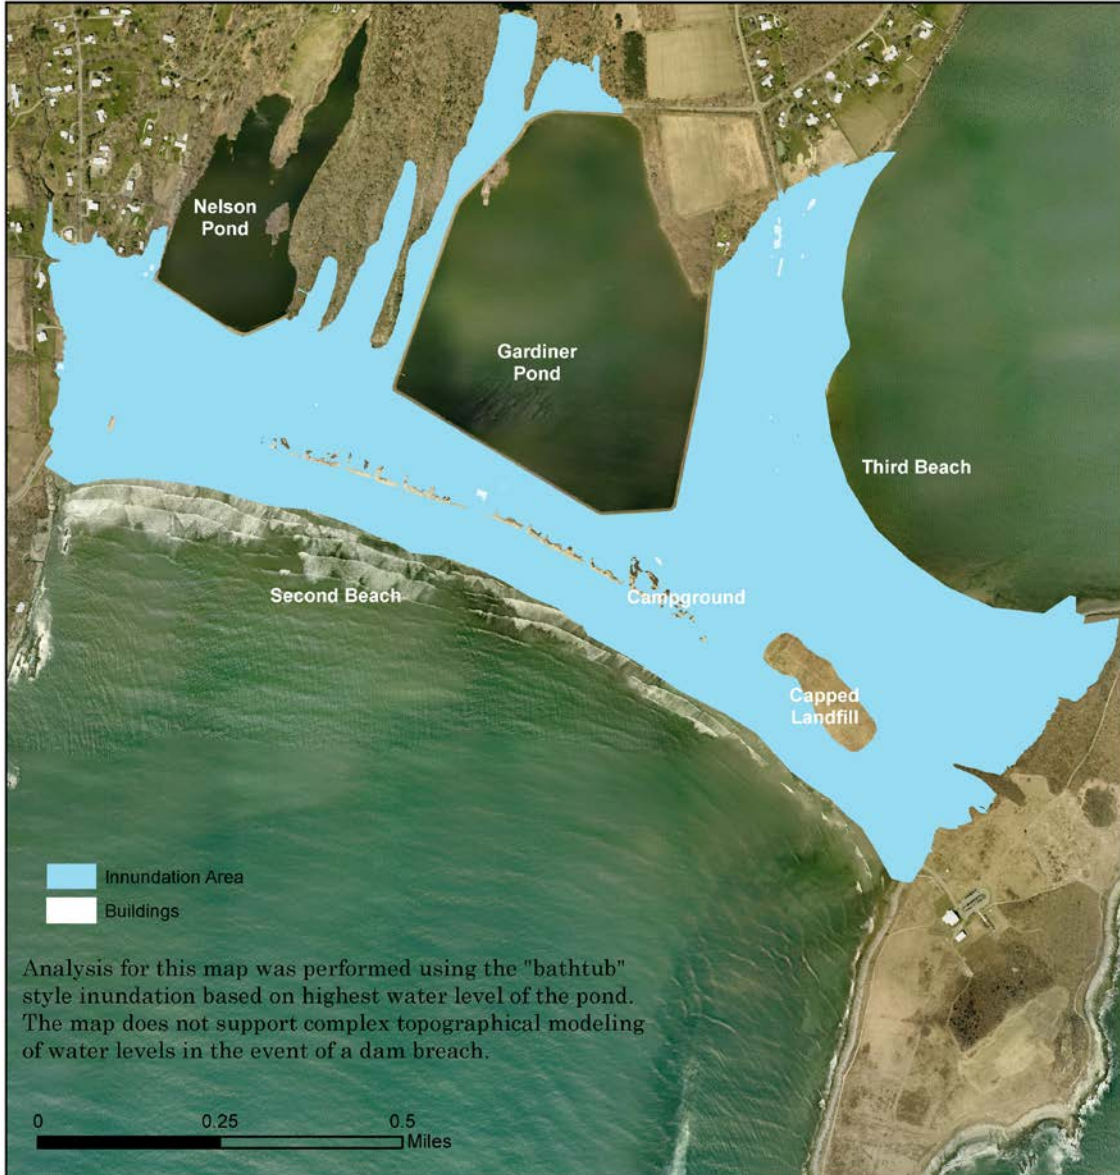 Nelson
Pond
Gardiner
Pond
Third Beach
Second Beach
Campground
Capped
Landfill
Innundation Area
Buildings
Analysis for this map was performed using the "bathtub"
style inundation based on highest water level of the pond.
The map does not support complex topographical modeling
of water levels in the event of a dam breach.
0 0.25 0.5
Miles